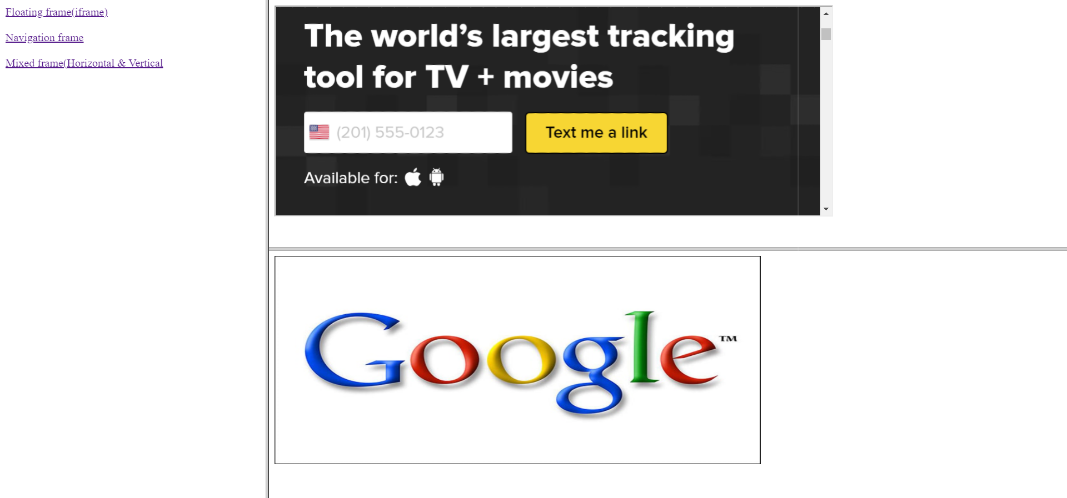 Floating frame(iframe)
Navigation frame
Mixed frame(Horizontal & Vertical
The world’s largest tracking
tool for TV + movies
(201) 555-0123
Text me a link
Available for:
Google™